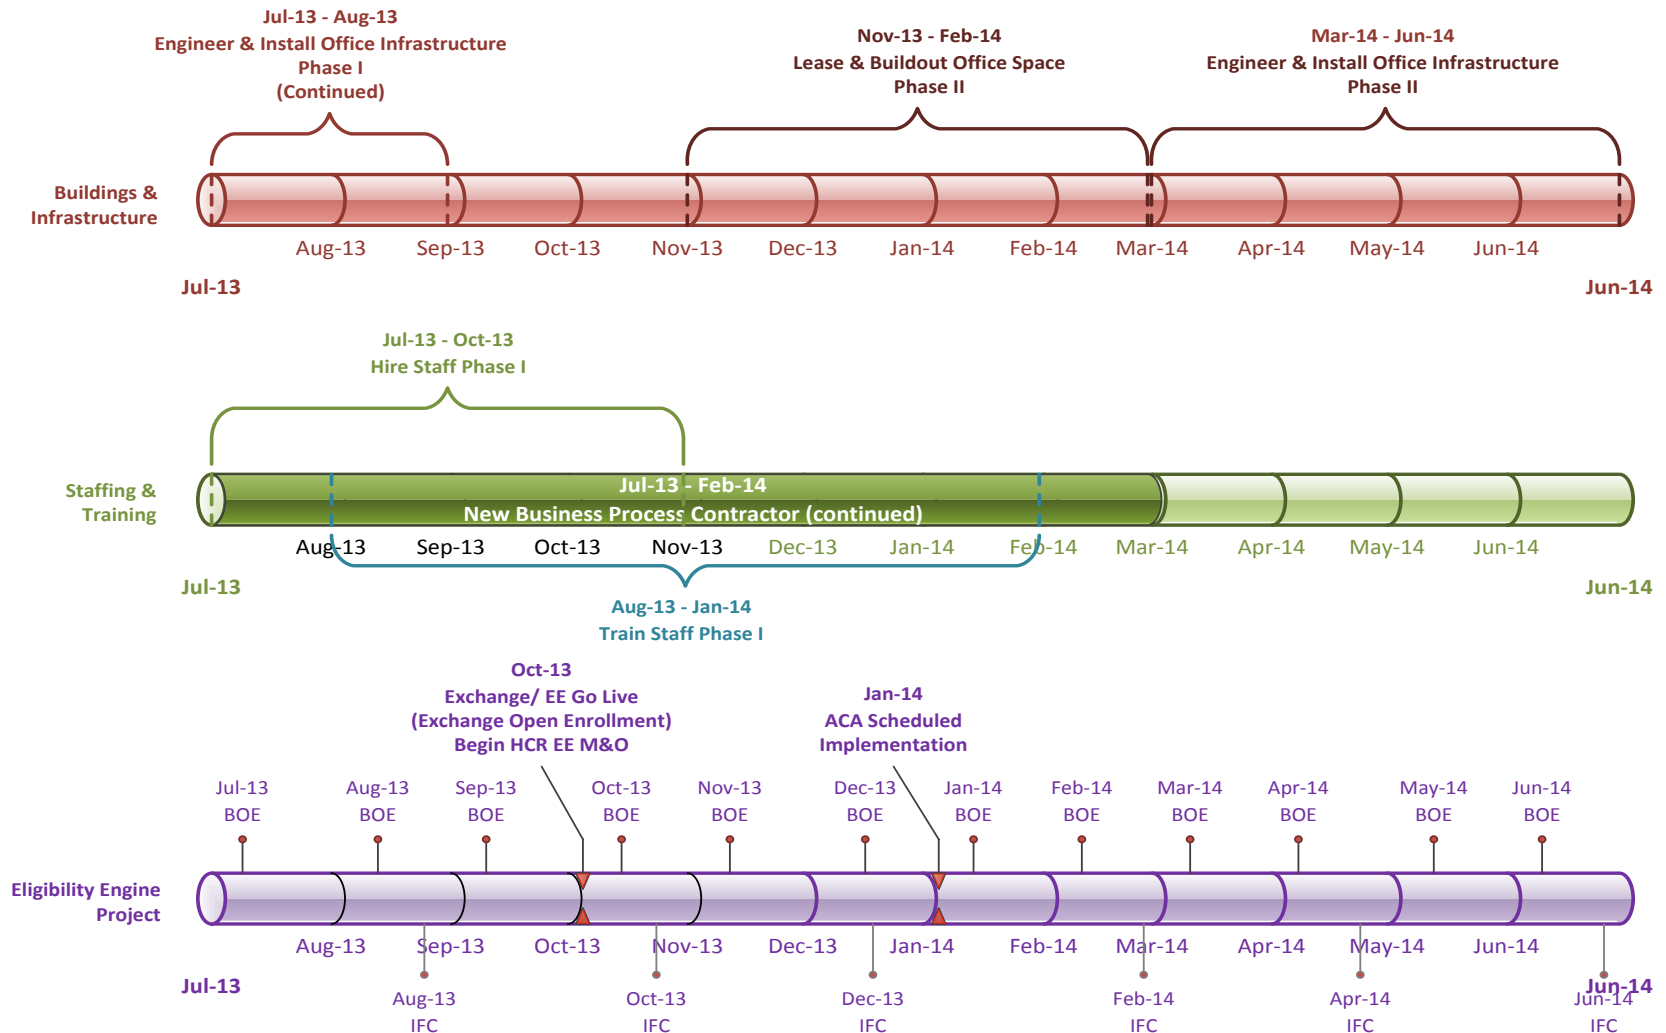 Jul-13 - Aug-13
Engineer & Install Office Infrastructure
Phase I
(Continued)
Nov-13 - Feb-14
Lease & Buildout Office Space
Phase II
Mar-14 - Jun-14
Engineer & Install Office Infrastructure
Phase II
Buildings &
Infrastructure
Aug-13 Sep-13 Oct-13 Nov-13 Dec-13 Jan-14 Feb-14 Mar-14 Apr-14 May-14 Jun-14
Jul-13 Jun-14
Jul-13 - Oct-13
Hire Staff Phase I
Staffing &
Training
Jul-13 - Feb-14
New Business Process Contractor (continued)
Aug-13 Sep-13 Oct-13 Nov-13 Dec-13 Jan-14 Feb-14 Mar-14 Apr-14 May-14 Jun-14
Jul-13 Jun-14
Aug-13 - Jan-14
Train Staff Phase I
Oct-13
Exchange/ EE Go Live
(Exchange Open Enrollment)
Begin HCR EE M&O
Jan-14
ACA Scheduled
Implementation
Jul-13 Aug-13 Sep-13 Oct-13 Nov-13 Dec-13 Jan-14 Feb-14 Mar-14 Apr-14 May-14 Jun-14
BOE BOE BOE BOE BOE BOE BOE BOE BOE BOE BOE BOE
Eligibility Engine
Project
Aug-13 Sep-13 Oct-13 Nov-13 Dec-13 Jan-14 Feb-14 Mar-14 Apr-14 May-14 Jun-14
Jul-13 Jun-14
Aug-13 Oct-13 Dec-13 Feb-14 Apr-14 Jun-14
IFC IFC IFC IFC IFC IFC